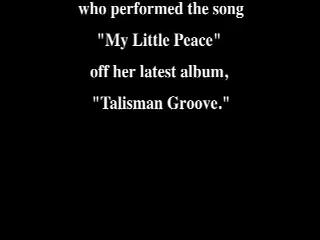 who performed the song
"My Little Peace"
off her latest album,
"Talisman Groove."